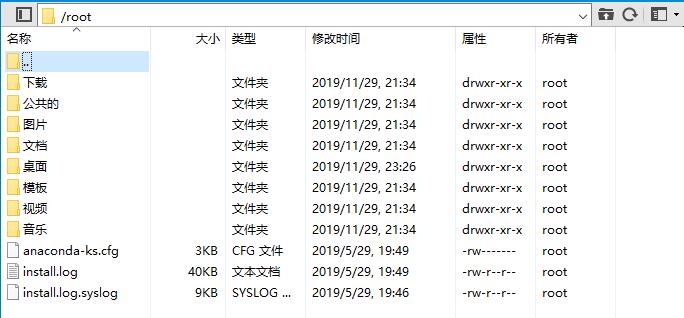 /root
名称 大小 类型 修改时间 属性 所有者
..
下载 文件夹 2019/11/29, 21:34 drwxr-xr-x root
公共的 文件夹 2019/11/29, 21:34 drwxr-xr-x root
图片 文件夹 2019/11/29, 21:34 drwxr-xr-x root
文档 文件夹 2019/11/29, 21:34 drwxr-xr-x root
桌面 文件夹 2019/11/29, 23:26 drwxr-xr-x root
模板 文件夹 2019/11/29, 21:34 drwxr-xr-x root
视频 文件夹 2019/11/29, 21:34 drwxr-xr-x root
音乐 文件夹 2019/11/29, 21:34 drwxr-xr-x root
anaconda-ks.cfg 3KB CFG 文件 2019/5/29, 19:49 -rw------- root
install.log 40KB 文本文档 2019/5/29, 19:49 -rw-r--r-- root
install.log.syslog 9KB SYSLOG ... 2019/5/29, 19:46 -rw-r--r-- root